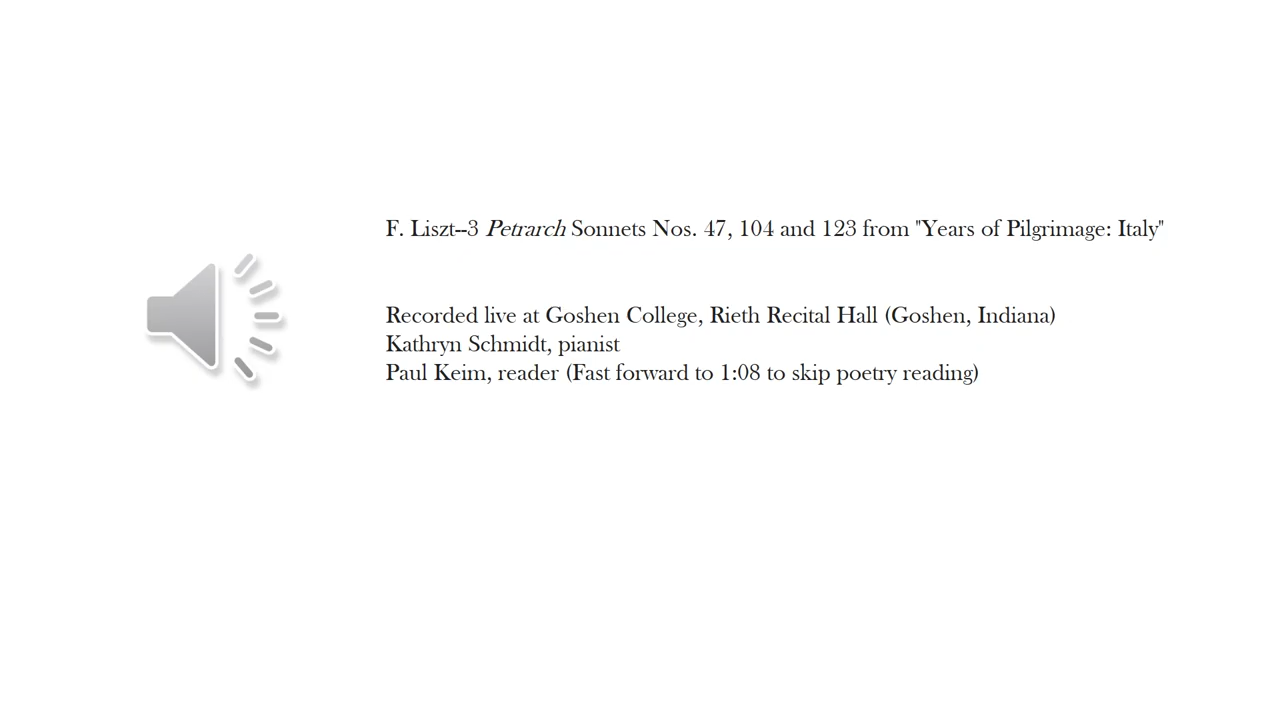 F. Liszt--3 Petrarch Sonnets Nos. 47, 104 and 123 from "Years of Pilgrimage: Italy"
Recorded live at Goshen College, Rieth Recital Hall (Goshen, Indiana)
Kathryn Schmidt, pianist
Paul Keim, reader (Fast forward to 1:08 to skip poetry reading)